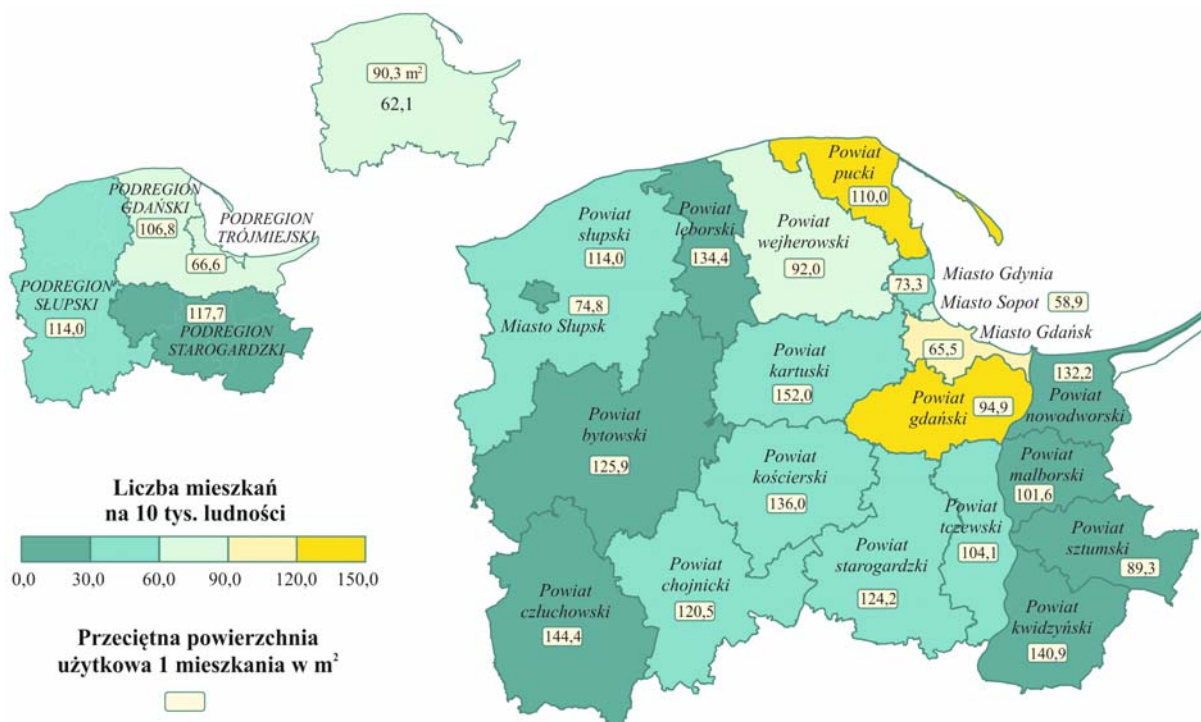 90,3 m²
62,1
PODREGION
GDAŃSKI
106,8
PODREGION
TRÓJMIEJSKI
66,6
PODREGION
SŁUPSKI
114,0
117,7
PODREGION
STAROGARDZKI
Liczba mieszkań
na 10 tys. ludności
0,0 30,0 60,0 90,0 120,0 150,0
Przeciętna powierzchnia
użytkowa 1 mieszkania w m²
Powiat
pucki
110,0
Powiat
słupski
114,0
Powiat
lęborski
134,4
Powiat
wejherowski
92,0
74,8
Miasto Słupsk
73,3
Miasto Gdynia
Miasto Sopot 58,9
Miasto Gdańsk
65,5
Powiat
kartuski
152,0
Powiat
gdański
94,9
132,2
Powiat
nowodworski
Powiat
bytowski
125,9
Powiat
kościerski
136,0
Powiat
malborski
101,6
Powiat
tczewski
104,1
Powiat
sztumski
89,3
Powiat
człuchowski
144,4
Powiat
chojnicki
120,5
Powiat
starogardzki
124,2
Powiat
kwidzyński
140,9